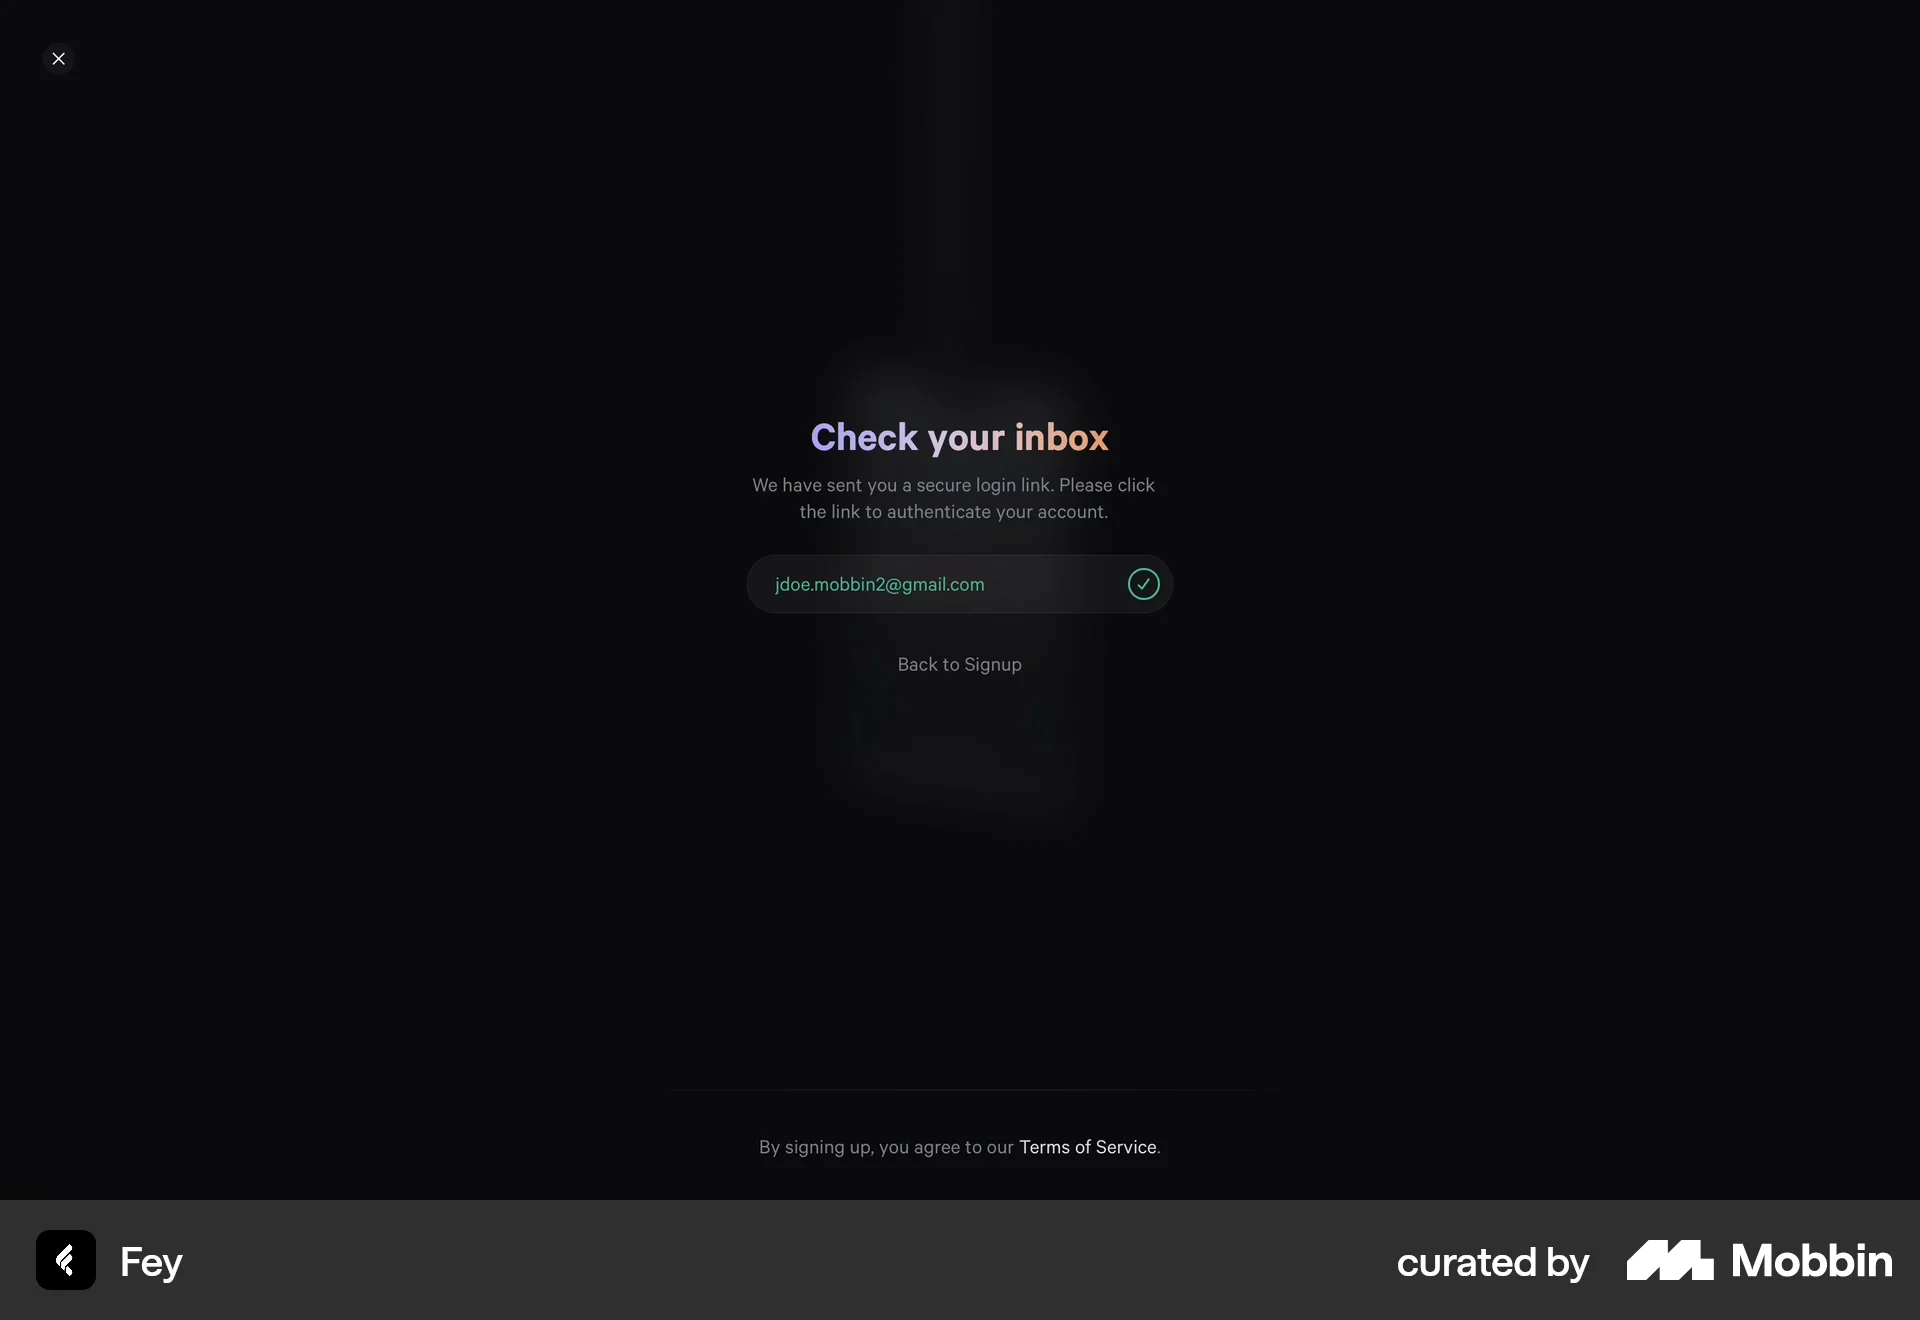 Check your inbox
We have sent you a secure login link. Please click
the link to authenticate your account.
jdoe.mobbin2@gmail.com
Back to Signup
By signing up, you agree to our Terms of Service.
Fey
curated by Mobbin